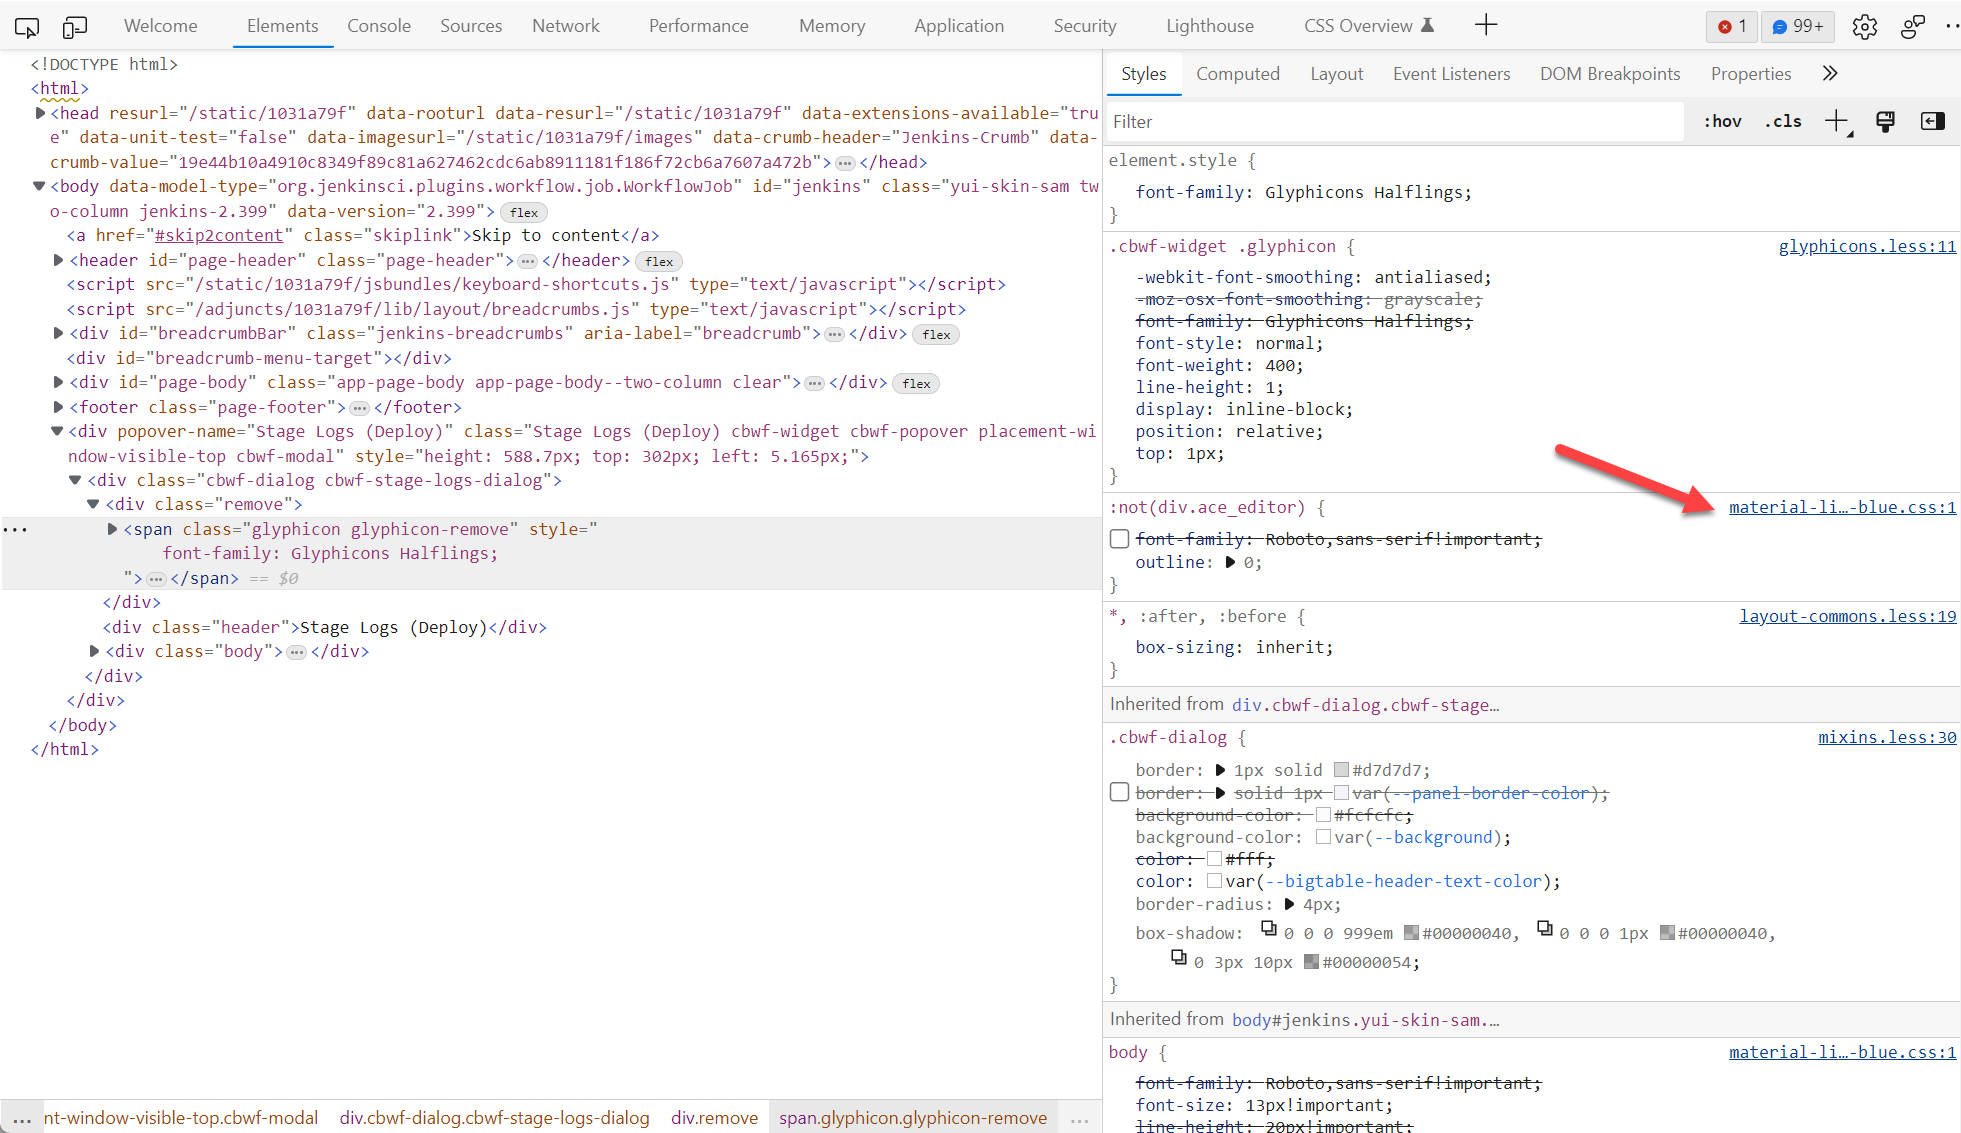 Welcome Elements Console Sources Network Performance Memory Application Security Lighthouse CSS Overview 1 99+
<!DOCTYPE html>
<html>
<head resurl="/static/1031a79f" data-rooturl data-resurl="/static/1031a79f" data-extensions-available="tru
e" data-unit-test="false" data-imagesurl="/static/1031a79f/images" data-crumb-header="Jenkins-Crumb" data-
crumb-value="19e44b10a4910c8349f89c81a627462cdc6ab8911181f186f72cb6a7607a472b">…</head>
<body data-model-type="org.jenkinsci.plugins.workflow.job.WorkflowJob" id="jenkins" class="yui-skin-sam tw
o-column jenkins-2.399" data-version="2.399"> flex
<a href="#skip2content" class="skiplink">Skip to content</a>
<header id="page-header" class="page-header">…</header> flex
<script src="/static/1031a79f/jsbundles/keyboard-shortcuts.js" type="text/javascript"></script>
<script src="/adjuncts/1031a79f/lib/layout/breadcrumbs.js" type="text/javascript"></script>
<div id="breadcrumbBar" class="jenkins-breadcrumbs" aria-label="breadcrumb">…</div> flex
<div id="breadcrumb-menu-target"></div>
<div id="page-body" class="app-page-body app-page-body--two-column clear">…</div> flex
<footer class="page-footer">…</footer>
<div popover-name="Stage Logs (Deploy)" class="Stage Logs (Deploy) cbwf-widget cbwf-popover placement-wi
ndow-visible-top cbwf-modal" style="height: 588.7px; top: 302px; left: 5.165px;">
<div class="cbwf-dialog cbwf-stage-logs-dialog">
<div class="remove">
… <span class="glyphicon glyphicon-remove" style="
font-family: Glyphicons Halflings;
">…</span> == $0
</div>
<div class="header">Stage Logs (Deploy)</div>
<div class="body">…</div>
</div>
</div>
</body>
</html>
… nt-window-visible-top.cbwf-modal div.cbwf-dialog.cbwf-stage-logs-dialog div.remove span.glyphicon.glyphicon-remove …
Styles Computed Layout Event Listeners DOM Breakpoints Properties
Filter :hov .cls
element.style {
font-family: Glyphicons Halflings;
}
.cbwf-widget .glyphicon { glyphicons.less:11
-webkit-font-smoothing: antialiased;
-moz-osx-font-smoothing: grayscale;
font-family: Glyphicons Halflings;
font-style: normal;
font-weight: 400;
line-height: 1;
display: inline-block;
position: relative;
top: 1px;
}
:not(div.ace_editor) { material-li…-blue.css:1
font-family: Roboto,sans-serif!important;
outline: 0;
}
*, :after, :before { layout-commons.less:19
box-sizing: inherit;
}
Inherited from div.cbwf-dialog.cbwf-stage…
.cbwf-dialog { mixins.less:30
border: 1px solid #d7d7d7;
border: solid 1px var(--panel-border-color);
background-color: #fcfcfc;
background-color: var(--background);
color: #fff;
color: var(--bigtable-header-text-color);
border-radius: 4px;
box-shadow: 0 0 0 999em #00000040, 0 0 0 1px #00000040,
0 3px 10px #00000054;
}
Inherited from body#jenkins.yui-skin-sam.…
body { material-li…-blue.css:1
font-family: Roboto,sans-serif!important;
font-size: 13px!important;
line-height: 20px!important;